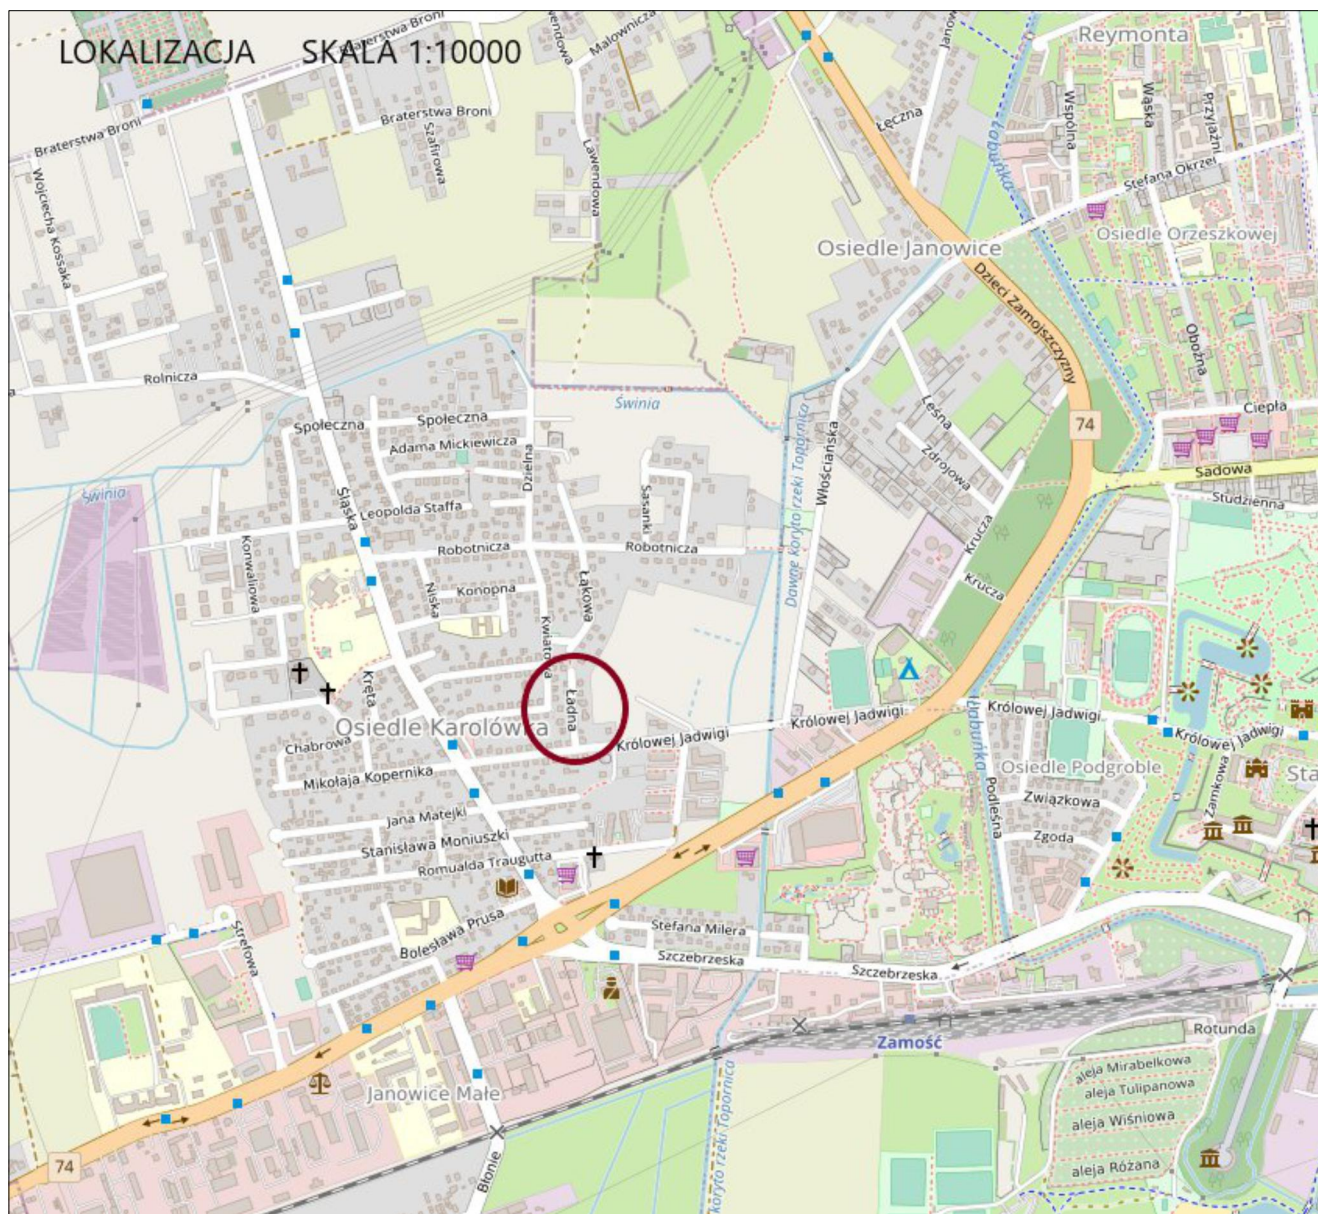 LOKALIZACJA SKALA 1:10000
Braterstwa Broni
Malownicza
Reymonta
Braterstwa Broni
Szafirowa
Lawendowa
Łęczna
Wspólna
Wąska
Braterstwa Broni
Wojciecha Kossaka
Stefana Okrzei
Osiedle Janowice
Osiedle Orzeszkowej
Dzieci Zamojszczyzny
Oboźna
Rolnicza
Świnia
Ciepła
Społeczna
Społeczna
74
Leśna
Adama Mickiewicza
Dzielna
Włościańska
Zdrojowa
Sadowa
Studzienna
Świnia
Śląska
Leopolda Staffa
Sasanki
Dawne koryto rzeki Topornica
Krucza
Robotnicza
Robotnicza
Konwaliowa
Niska
Konopna
Łąkowa
Krucza
Kwiatowa
Kręta
Ładna
Osiedle Karolówka
Królowej Jadwigi
Królowej Jadwigi
Królowej Jadwigi
Królowej Jadwigi
Łabuńka
Chabrowa
Mikołaja Kopernika
Osiedle Podgroble
Podleśna
Związkowa
Zamkowa
Sta
Jana Matejki
Zgoda
Stanisława Moniuszki
Romualda Traugutta
Bolesława Prusa
Stefana Milera
Strefowa
Szczebrzeska
Szczebrzeska
Zamość
Rotunda
Janowice Małe
aleja Mirabelkowa
aleja Tulipanowa
aleja Wiśniowa
aleja Różana
74
Błonie
koryto rzeki Topornica